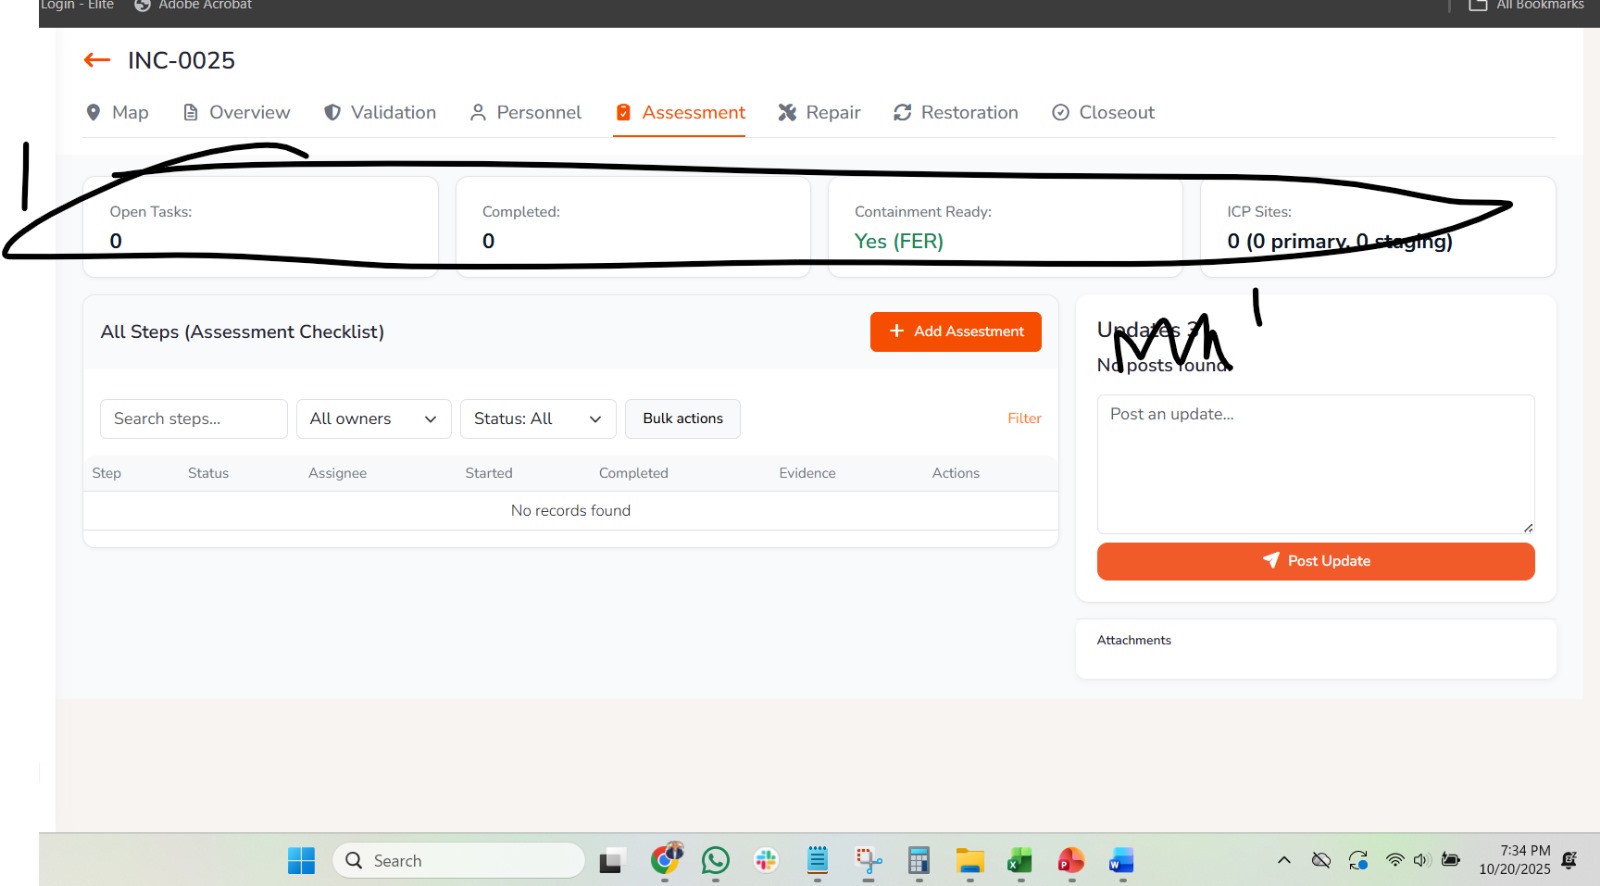 Login - Elite Adobe Acrobat All Bookmarks
INC-0025
Map Overview Validation Personnel Assessment Repair Restoration Closeout
Open Tasks: Completed: Containment Ready: ICP Sites:
0 0 Yes (FER) 0 (0 primary, 0 staging)
All Steps (Assessment Checklist) + Add Assestment
Updates 3
No posts found.
Search steps... All owners Status: All Bulk actions Filter
Post an update...
Step Status Assignee Started Completed Evidence Actions
No records found
Post Update
Attachments
Search
7:34 PM
10/20/2025